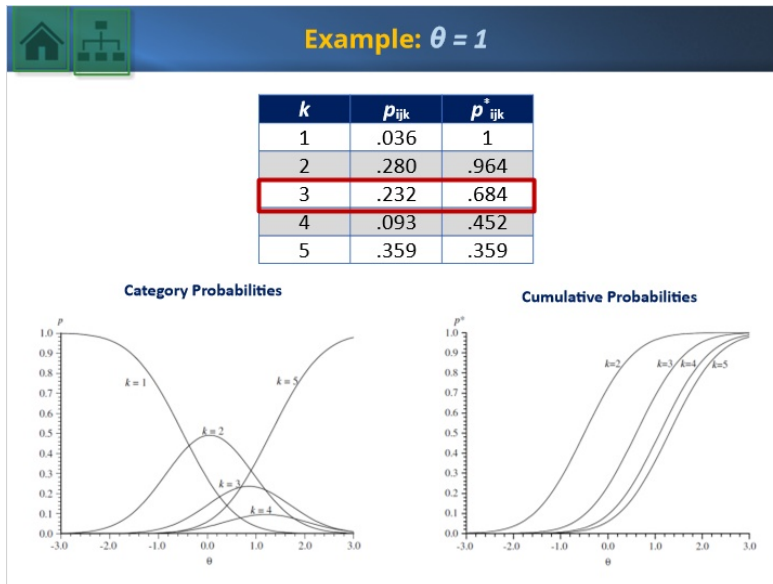 Example: θ = 1
k pijk p*ijk
1 .036 1
2 .280 .964
3 .232 .684
4 .093 .452
5 .359 .359
Category Probabilities
Cumulative Probabilities
p
1.0
0.9
0.8
0.7
0.6
0.5
0.4
0.3
0.2
0.1
0.0
k = 1
k = 5
k = 2
k = 3
k = 4
-3.0 -2.0 -1.0 0.0 1.0 2.0 3.0
θ
p*
1.0
0.9
0.8
0.7
0.6
0.5
0.4
0.3
0.2
0.1
0.0
k=2 k=3 k=4 k=5
-3.0 -2.0 -1.0 0.0 1.0 2.0 3.0
θ